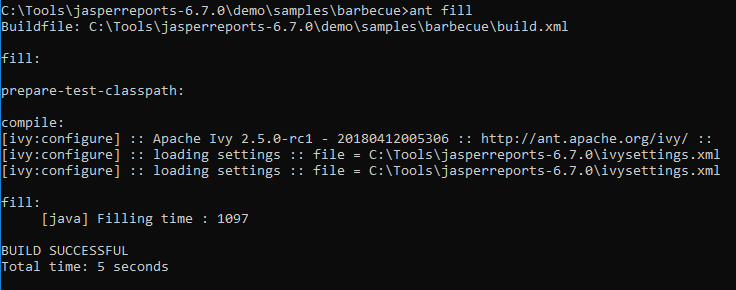 C:\Tools\jasperreports-6.7.0\demo\samples\barbecue>ant fill
Buildfile: C:\Tools\jasperreports-6.7.0\demo\samples\barbecue\build.xml
fill:
prepare-test-classpath:
compile:
[ivy:configure] :: Apache Ivy 2.5.0-rc1 - 20180412005306 :: http://ant.apache.org/ivy/ ::
[ivy:configure] :: loading settings :: file = C:\Tools\jasperreports-6.7.0\ivysettings.xml
[ivy:configure] :: loading settings :: file = C:\Tools\jasperreports-6.7.0\ivysettings.xml
fill:
[java] Filling time : 1097
BUILD SUCCESSFUL
Total time: 5 seconds